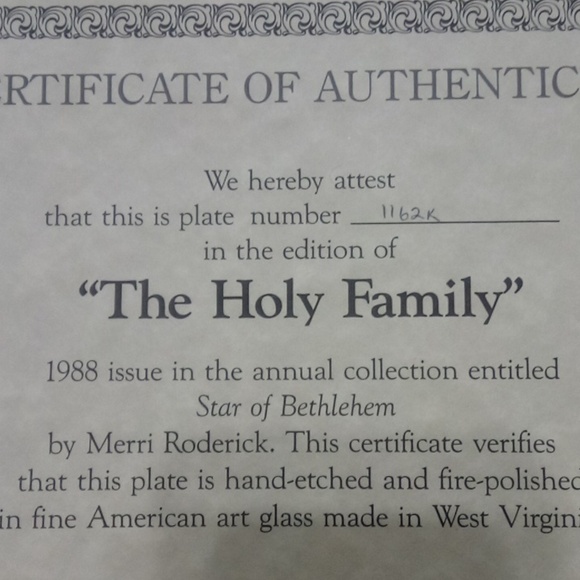 ERTIFICATE OF AUTHENTIC
We hereby attest
that this is plate number 1162K
in the edition of
"The Holy Family"
1988 issue in the annual collection entitled
Star of Bethlehem
by Merri Roderick. This certificate verifies
that this plate is hand-etched and fire-polished
in fine American art glass made in West Virgini